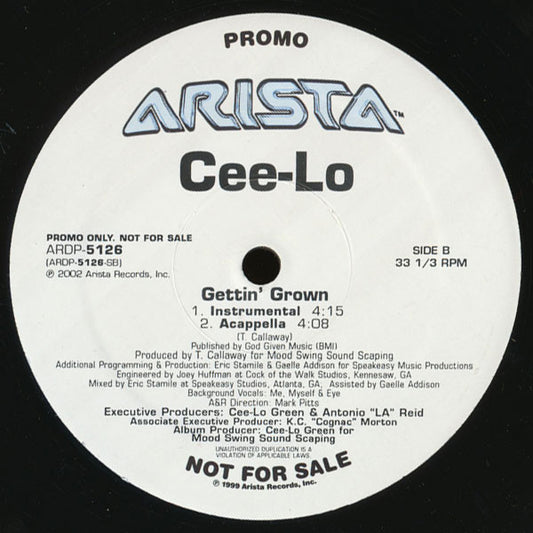 PROMO
ARISTA™
Cee-Lo
PROMO ONLY. NOT FOR SALE
ARDP-5126
(ARDP-5126-SB)
℗ 2002 Arista Records, Inc.
SIDE B
33 1/3 RPM
Gettin' Grown
1. Instrumental 4:15
2. Acappella 4:08
(T. Callaway)
Published by God Given Music (BMI)
Produced by T. Callaway for Mood Swing Sound Scaping
Additional Programming & Production: Eric Stamile & Gaelle Addison for Speakeasy Music Productions
Engineered by Joey Huffman at Cock of the Walk Studios, Kennesaw, GA
Mixed by Eric Stamile at Speakeasy Studios, Atlanta, GA, Assisted by Gaelle Addison
Background Vocals: Me, Myself & Eye
A&R Direction: Mark Pitts
Executive Producers: Cee-Lo Green & Antonio "LA" Reid
Associate Executive Producer: K.C. "Cognac" Morton
Album Producer: Cee-Lo Green for
Mood Swing Sound Scaping
UNAUTHORIZED DUPLICATION IS A
VIOLATION OF APPLICABLE LAWS.
NOT FOR SALE
℗ 1999 Arista Records, Inc.